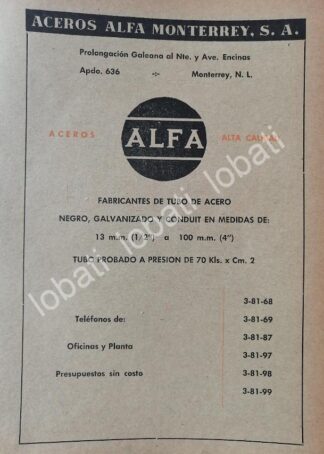 ACEROS ALFA MONTERREY, S. A.
Prolongación Galeana al Nte. y Ave. Encinas
Apdo. 636 -:- Monterrey, N. L.
ACEROS ALFA ALTA CALIDAD
FABRICANTES DE TUBO DE ACERO
NEGRO, GALVANIZADO Y CONDUIT EN MEDIDAS DE:
13 m.m. (1/2") a 100 m.m. (4")
TUBO PROBADO A PRESION DE 70 Kls. x Cm. 2
3-81-68
Teléfonos de: 3-81-69
3-81-87
Oficinas y Planta 3-81-97
Presupuestos sin costo 3-81-98
3-81-99
lobati lobati lobati
lobati lobati lobati